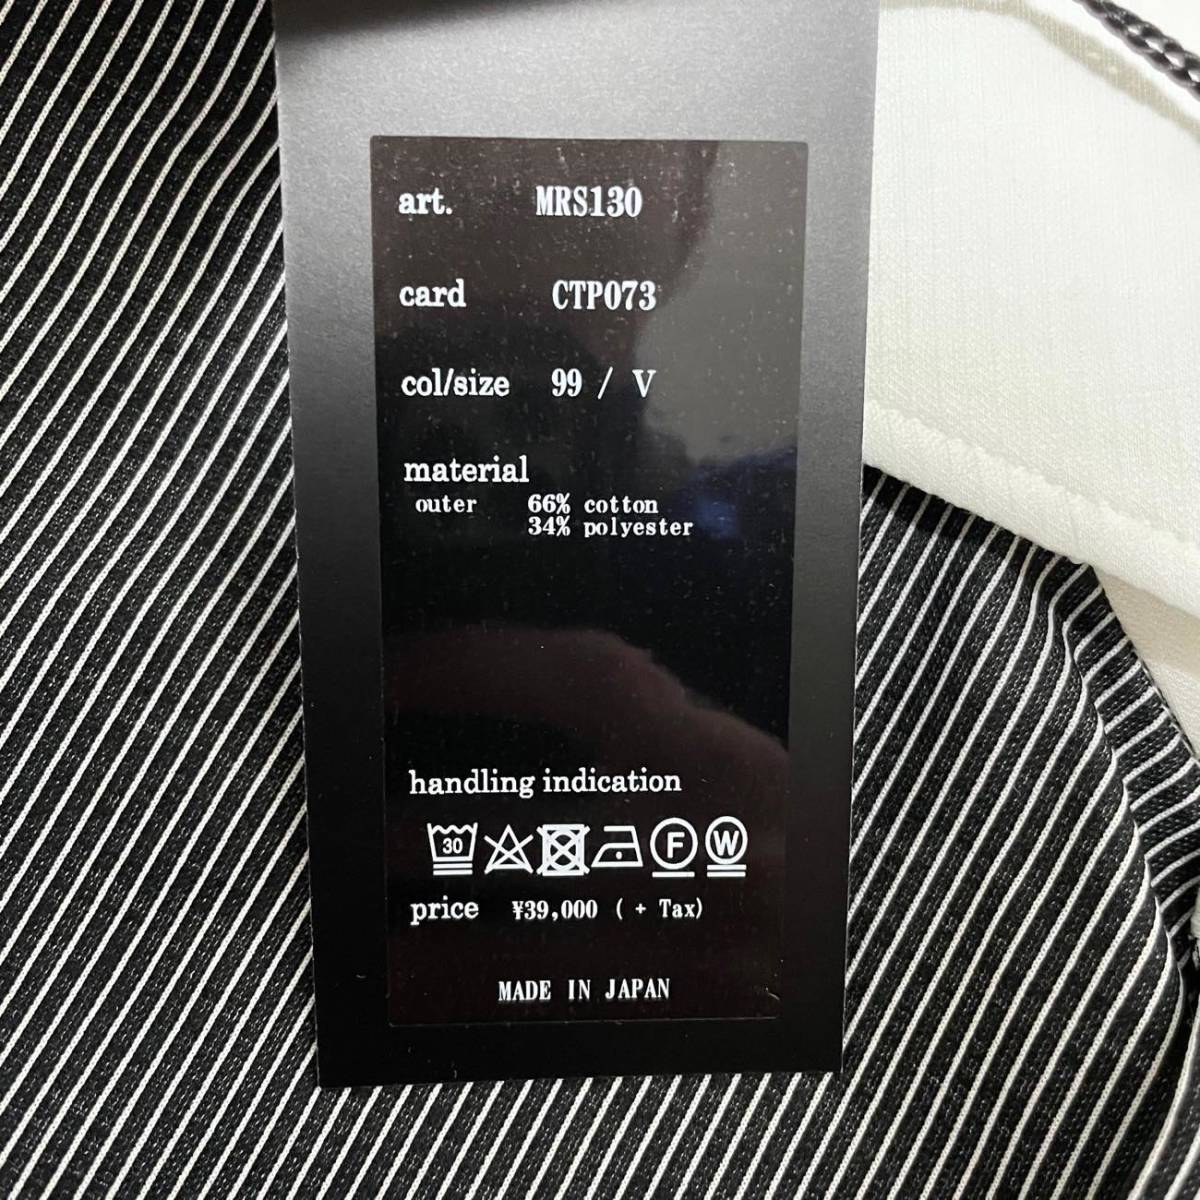 art. MRS130
card CTP073
col/size 99 / V
material
outer 66% cotton
34% polyester
handling indication
30 F W
price ¥39,000 ( + Tax)
MADE IN JAPAN